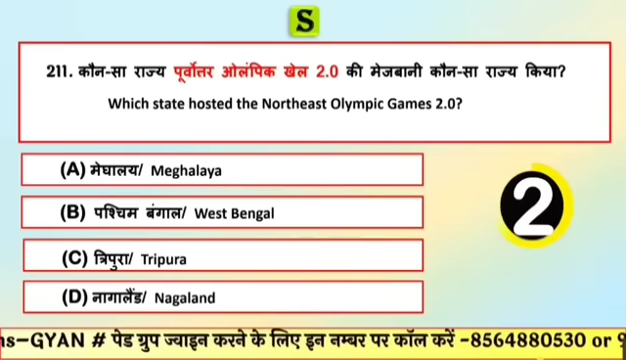 S
211. कौन-सा राज्य पूर्वोत्तर ओलंपिक खेल 2.0 की मेजबानी कौन-सा राज्य किया?
Which state hosted the Northeast Olympic Games 2.0?
(A) मेघालय/ Meghalaya
(B) पश्चिम बंगाल/ West Bengal
2
(C) त्रिपुरा/ Tripura
(D) नागालैंड/ Nagaland
s-GYAN # पेड ग्रुप ज्वाइन करने के लिए इन नम्बर पर कॉल करें -8564880530 or